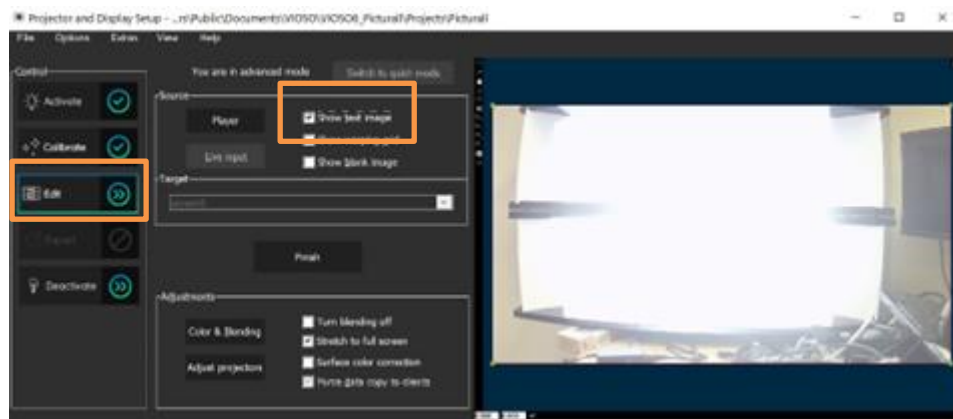 Projector and Display Setup - ...rs\Public\Documents\VIOSO\VIOSO6_Picturall\Projects\Picturall
File Options Extras View Help
Control
You are in advanced mode
Switch to quick mode
Activate
Source
Player
Show test image
Calibrate
Live input
Show blank image
Edit
Target
Export
Finish
Deactivate
Adjustments
Color & Blending
Turn blending off
Stretch to full screen
Adjust projectors
Surface color correction
Force data copy to clients